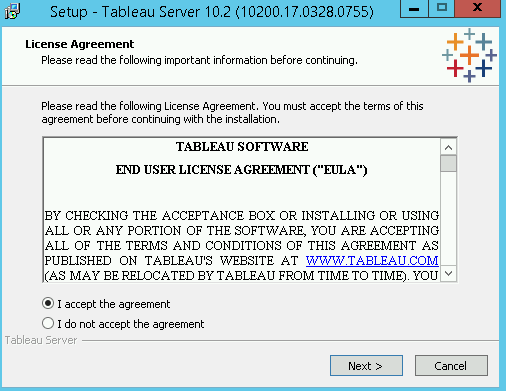 Setup - Tableau Server 10.2 (10200.17.0328.0755)
License Agreement
Please read the following important information before continuing.
Please read the following License Agreement. You must accept the terms of this
agreement before continuing with the installation.
TABLEAU SOFTWARE
END USER LICENSE AGREEMENT ("EULA")
BY CHECKING THE ACCEPTANCE BOX OR INSTALLING OR USING
ALL OR ANY PORTION OF THE SOFTWARE, YOU ARE ACCEPTING
ALL OF THE TERMS AND CONDITIONS OF THIS AGREEMENT AS
PUBLISHED ON TABLEAU'S WEBSITE AT WWW.TABLEAU.COM
(AS MAY BE RELOCATED BY TABLEAU FROM TIME TO TIME). YOU
I accept the agreement
I do not accept the agreement
Tableau Server
Next >
Cancel